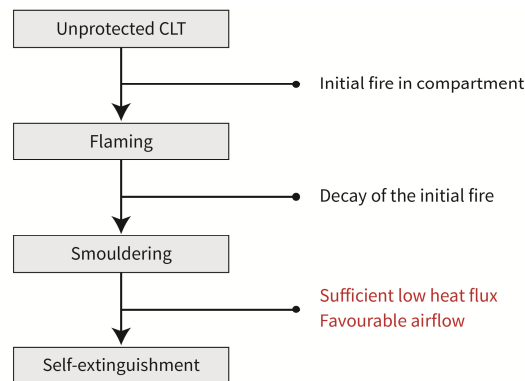 Unprotected CLT
Initial fire in compartment
Flaming
Decay of the initial fire
Smouldering
Sufficient low heat flux
Favourable airflow
Self-extinguishment